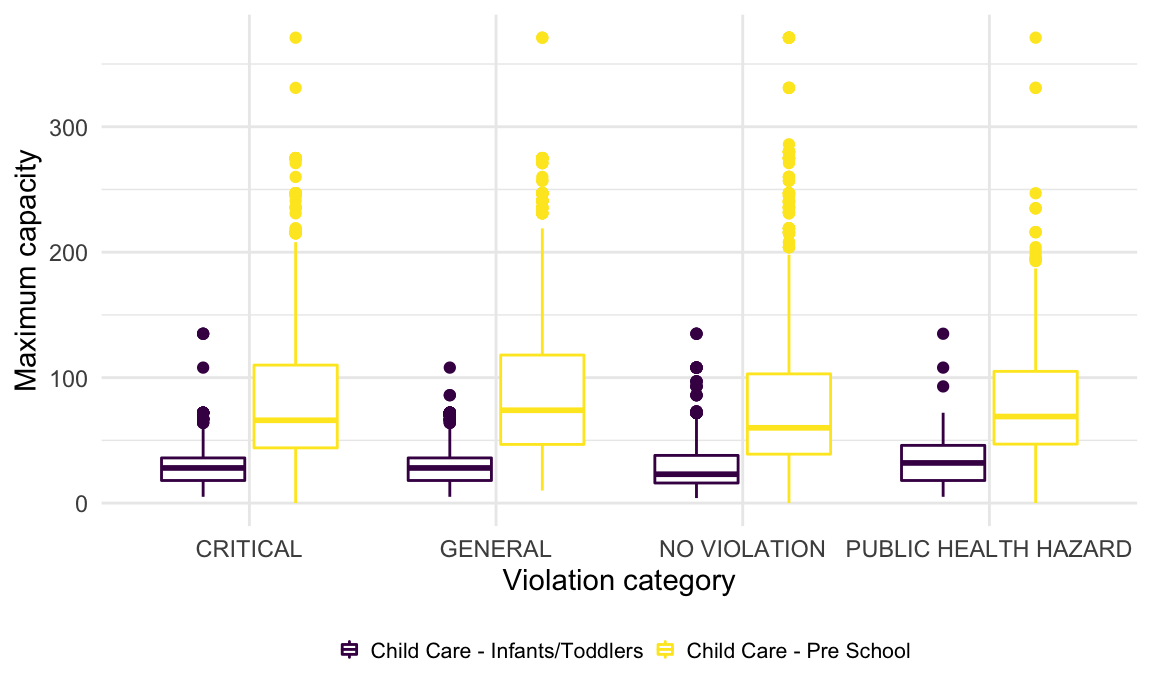 Maximum capacity
300
200
100
0
CRITICAL GENERAL NO VIOLATION PUBLIC HEALTH HAZARD
Violation category
Child Care - Infants/Toddlers Child Care - Pre School